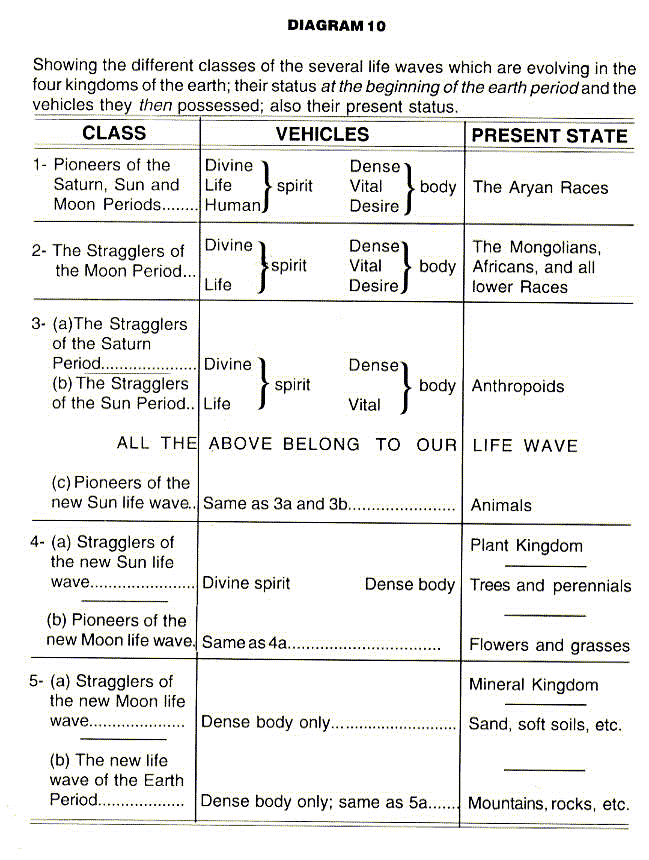 DIAGRAM 10
Showing the different classes of the several life waves which are evolving in the
four kingdoms of the earth; their status at the beginning of the earth period and the
vehicles they then possessed; also their present status.
CLASS VEHICLES PRESENT STATE
1- Pioneers of the Divine Dense
Saturn, Sun and Life spirit Vital body The Aryan Races
Moon Periods........ Human Desire
2- The Stragglers of Divine Dense The Mongolians,
the Moon Period... spirit Vital body Africans, and all
Life Desire lower Races
3- (a)The Stragglers
of the Saturn
Period...................... Divine Dense
(b) The Stragglers spirit body Anthropoids
of the Sun Period.. Life Vital
ALL THE ABOVE BELONG TO OUR LIFE WAVE
(c) Pioneers of the
new Sun life wave.. Same as 3a and 3b........................ Animals
4- (a) Stragglers of Plant Kingdom
the new Sun life
wave........................ Divine spirit Dense body Trees and perennials
(b) Pioneers of the
new Moon life wave. Same as 4a.................................. Flowers and grasses
5- (a) Stragglers of Mineral Kingdom
the new Moon life
wave...................... Dense body only............................ Sand, soft soils, etc.
(b) The new life
wave of the Earth
Period.................... Dense body only; same as 5a....... Mountains, rocks, etc.